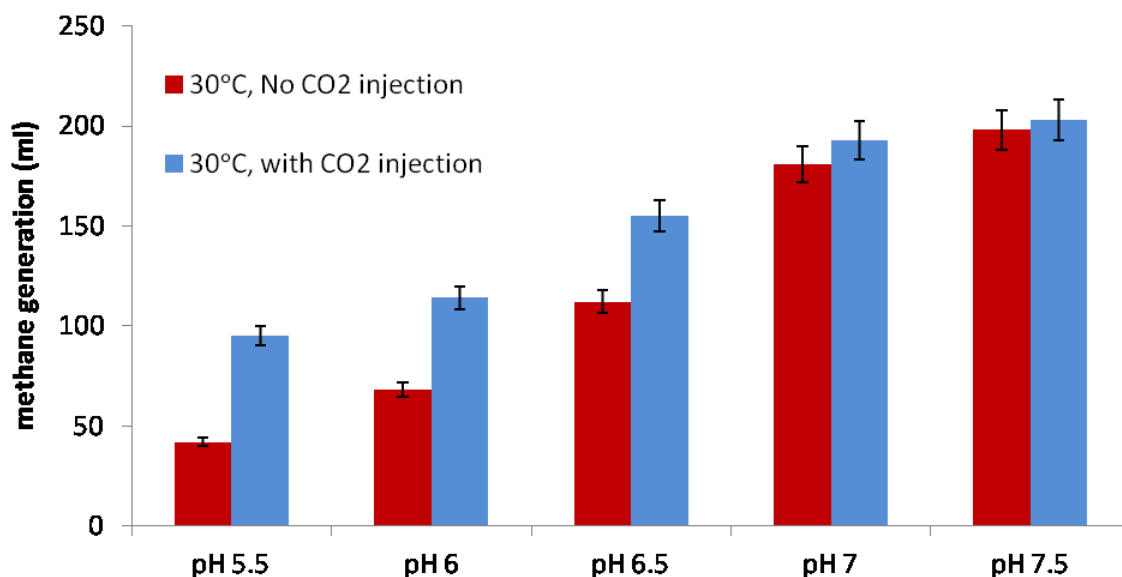 250
200
150
100
50
0
methane generation (ml)
30°C, No CO2 injection
30°C, with CO2 injection
pH 5.5 pH 6 pH 6.5 pH 7 pH 7.5